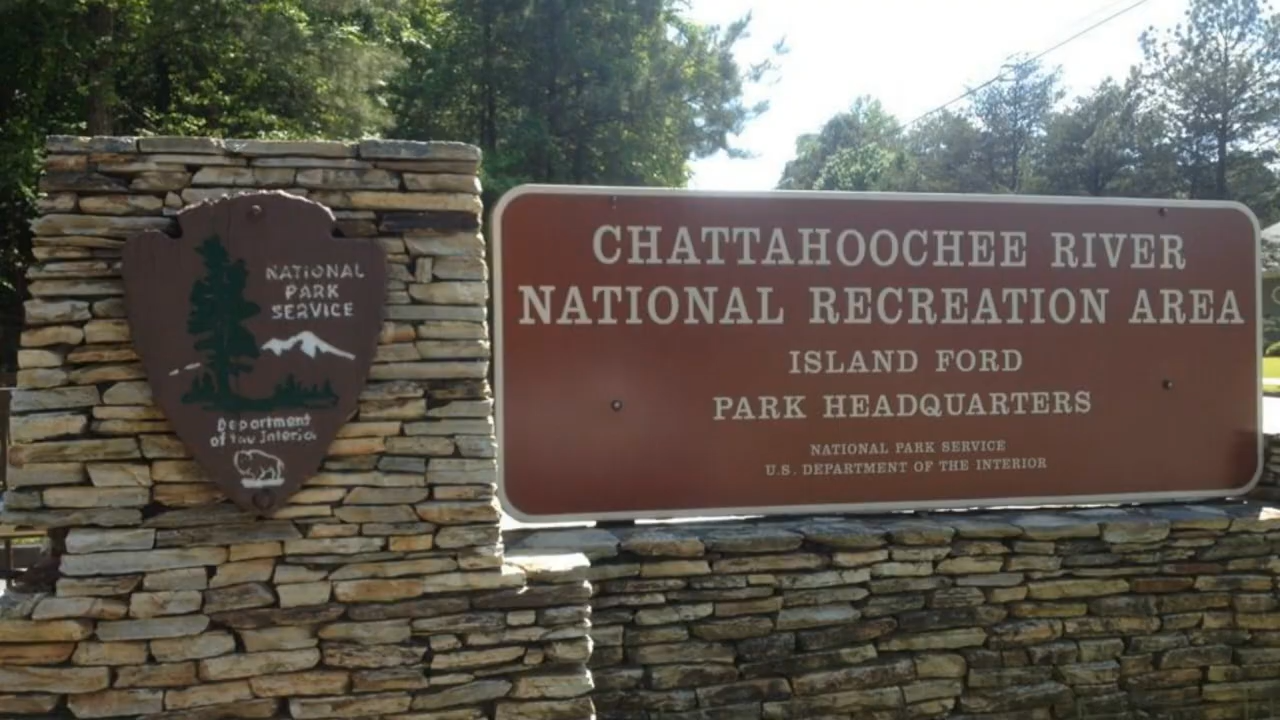 NATIONAL
PARK
SERVICE
Department
of the Interior
CHATTAHOOCHEE RIVER
NATIONAL RECREATION AREA
ISLAND FORD
PARK HEADQUARTERS
NATIONAL PARK SERVICE
U.S. DEPARTMENT OF THE INTERIOR